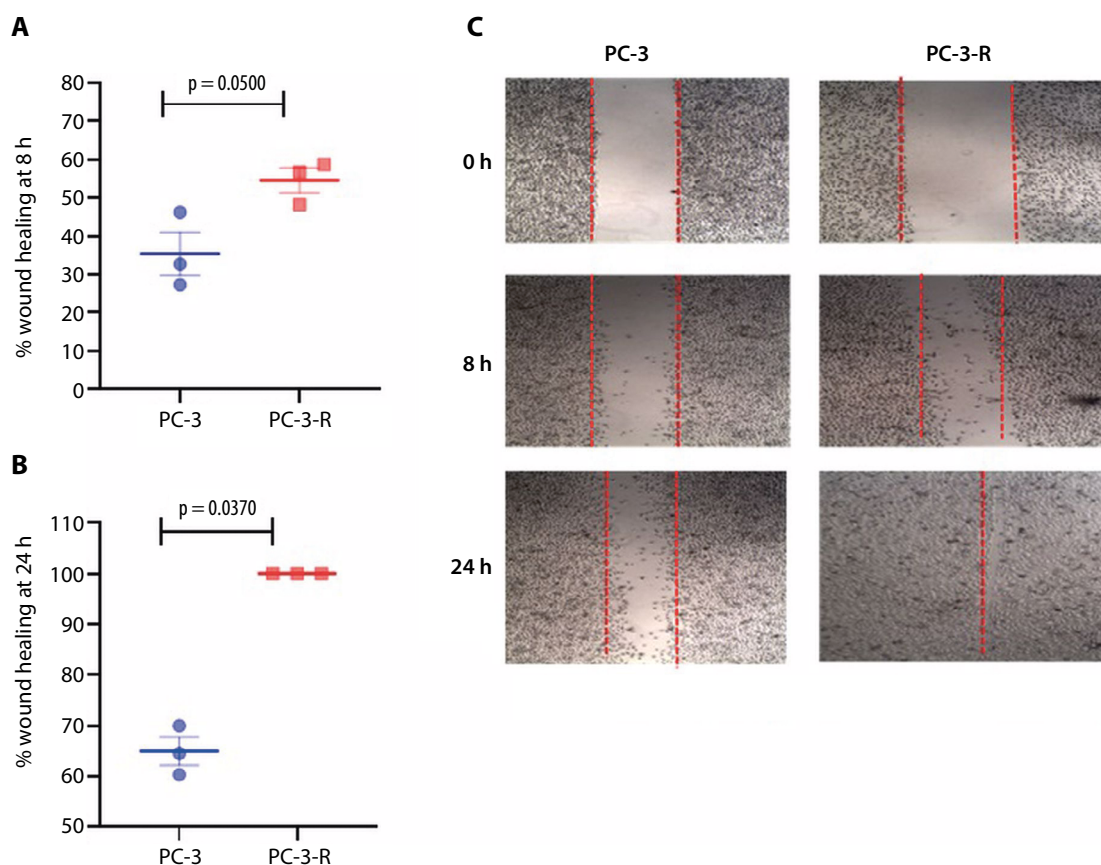 A
% wound healing at 8 h
80
70
60
50
40
30
20
10
0
p = 0.0500
PC-3
PC-3-R
B
% wound healing at 24 h
110
100
90
80
70
60
50
p = 0.0370
PC-3
PC-3-R
C
PC-3
PC-3-R
0 h
8 h
24 h